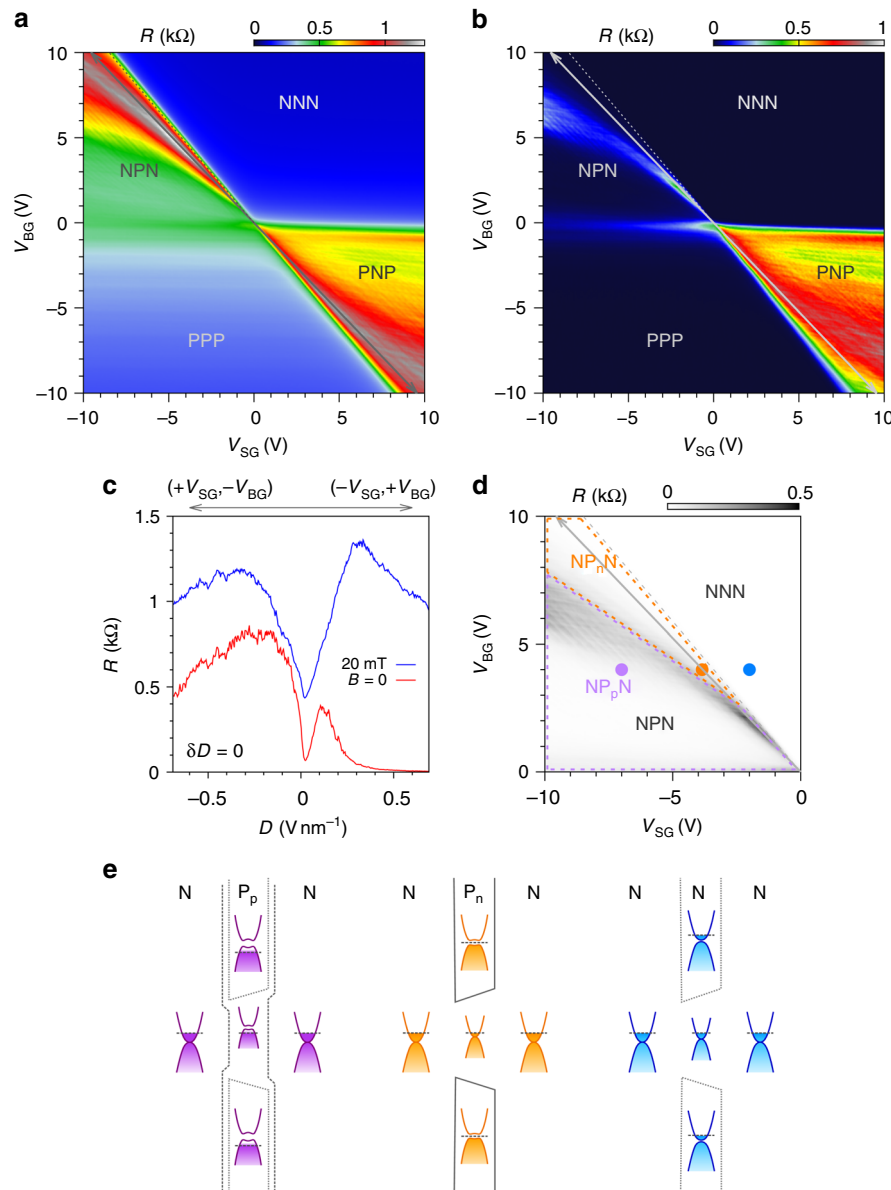 a
R (kΩ)
0 0.5 1
10
5
0
−5
−10
V_BG (V)
NNN
NPN
PNP
PPP
−10 −5 0 5 10
V_SG (V)
b
R (kΩ)
0 0.5 1
10
5
0
−5
−10
V_BG (V)
NNN
NPN
PNP
PPP
−10 −5 0 5 10
V_SG (V)
c
(+V_SG,−V_BG) (−V_SG,+V_BG)
1.5
1
0.5
0
R (kΩ)
20 mT
B = 0
δD = 0
−0.5 0 0.5
D (V nm⁻¹)
d
R (kΩ)
0 0.5
10
5
0
V_BG (V)
NP_nN
NNN
NP_pN
NPN
−10 −5 0
V_SG (V)
e
N P_p N N P_n N N N N